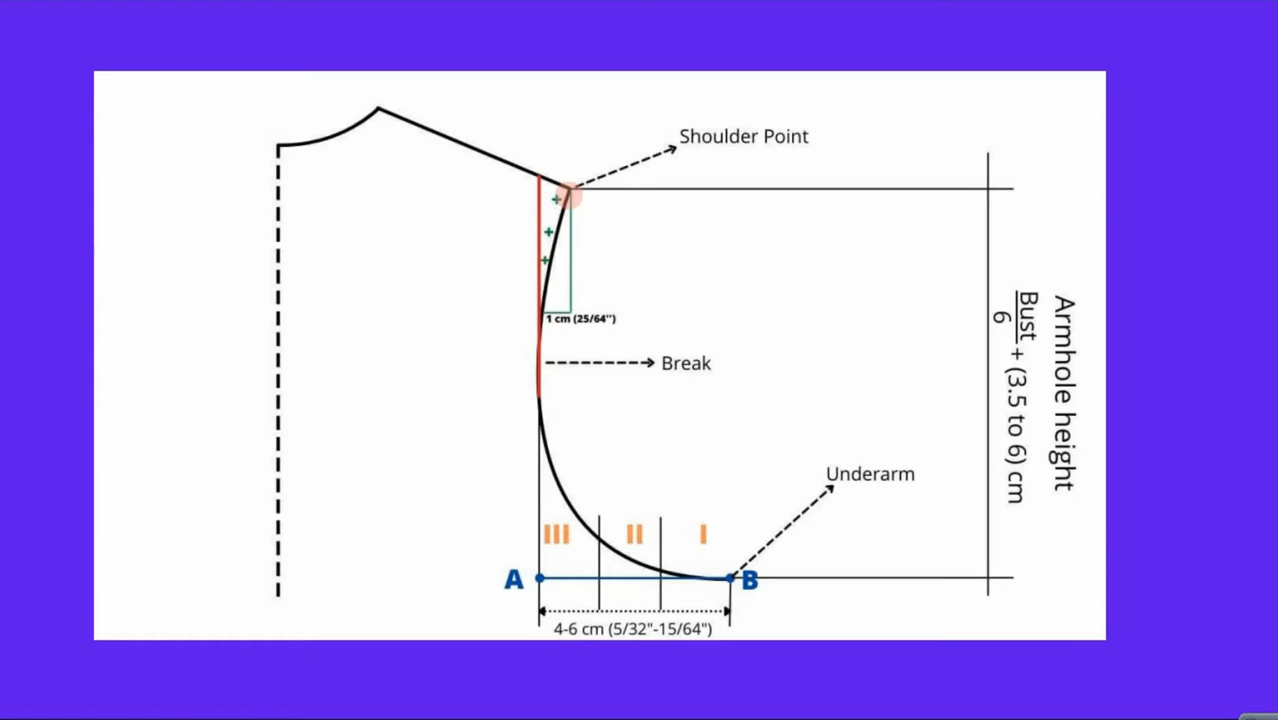 Shoulder Point
1 cm (25/64")
Break
Armhole height
Bust
6
+ (3.5 to 6) cm
Underarm
III II I
A B
4-6 cm (5/32"-15/64")